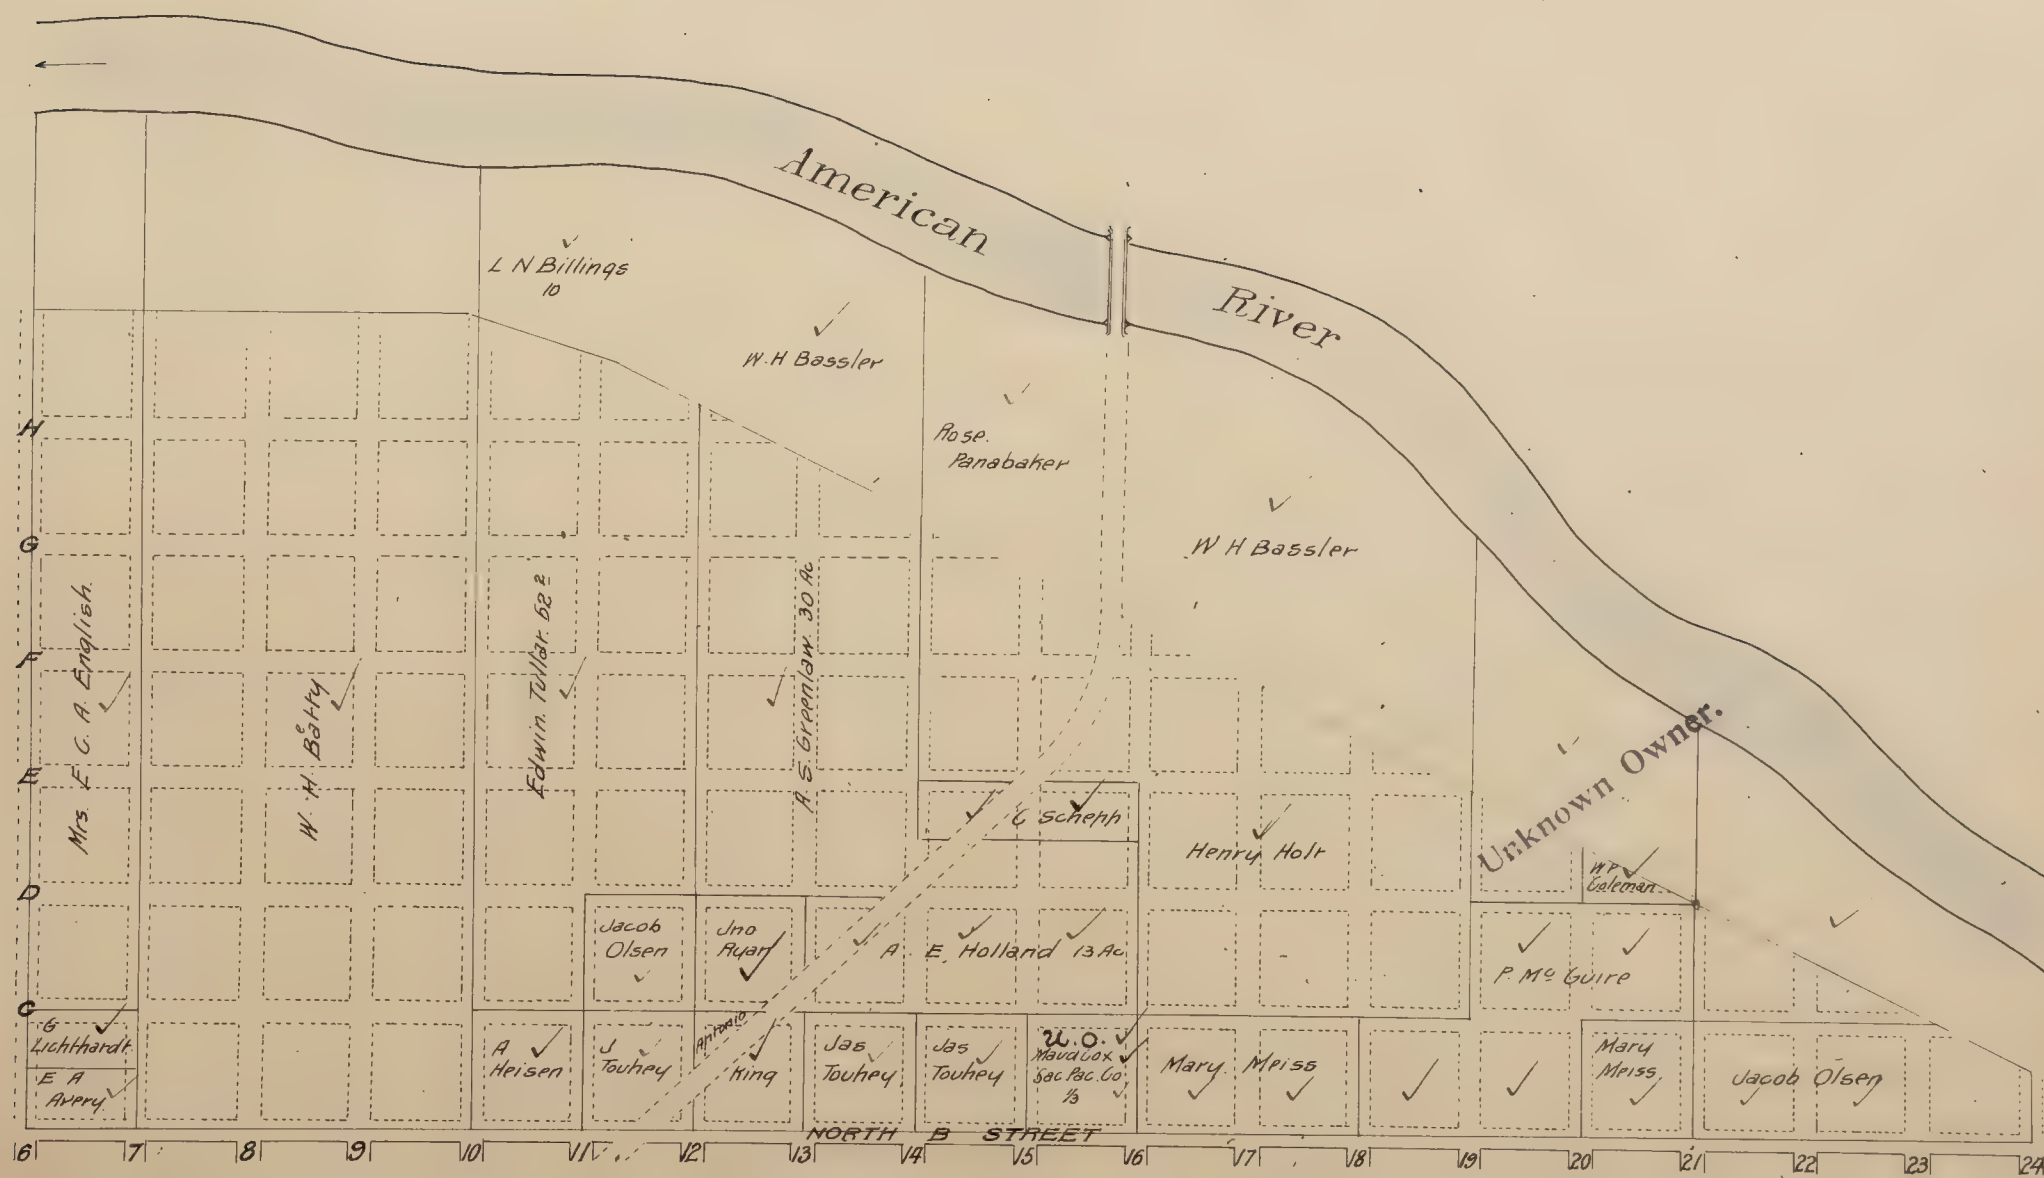 American
River
L N Billings
10
W. H Bassler
Rose.
Panabaker
W H Bassler
H
G
F
E
D
C
Mrs. E. C. A. English.
W. H. Batty
Edwin. Tullar. 62 2
A. S. Greenlaw. 30 Ac
Unknown Owner.
C Schepp
Henry Holt
W P
Coleman
Jacob
Olsen
Jno
Ryan
A. E. Holland 13 Ac
P. Mc Guire
G
Lichthardt.
E A
Avery
A
Heisen
J
Touhey
Antonio
King
Jas
Touhey
Jas
Touhey
U.O.
Maud Cox
Sac. Pac. Co
1/3
Mary. Meiss
Mary
Meiss.
Jacob Olsen
NORTH B STREET
6 7 8 9 10 11 12 13 14 15 16 17 18 19 20 21 22 23 24